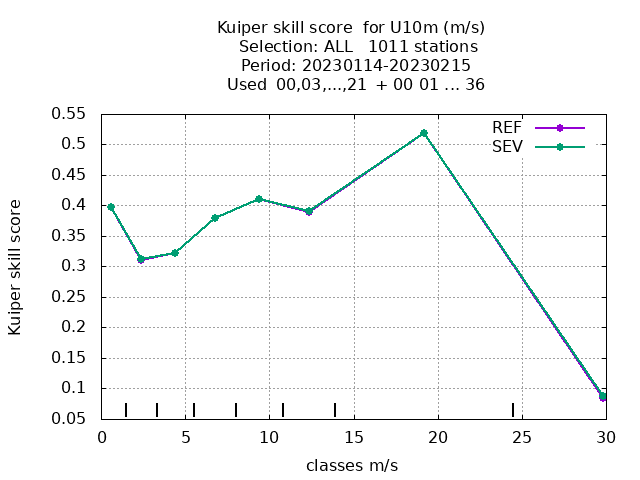 Kuiper skill score  for U10m (m/s)
Selection: ALL   1011 stations
Period: 20230114-20230215
Used  00,03,...,21  + 00 01 ... 36
REF
SEV
0.55
0.5
0.45
0.4
0.35
0.3
0.25
0.2
0.15
0.1
0.05
Kuiper skill score
0 5 10 15 20 25 30
classes m/s